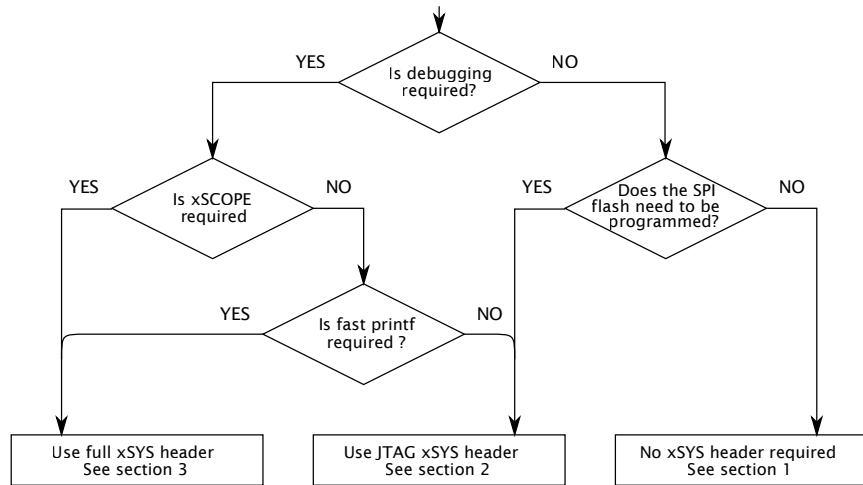 YES
NO
Is debugging
required?
YES
NO
YES
NO
Is xSCOPE
required
Does the SPI
flash need to be
programmed?
YES
NO
Is fast printf
required ?
Use full xSYS header
See section 3
Use JTAG xSYS header
See section 2
No xSYS header required
See section 1